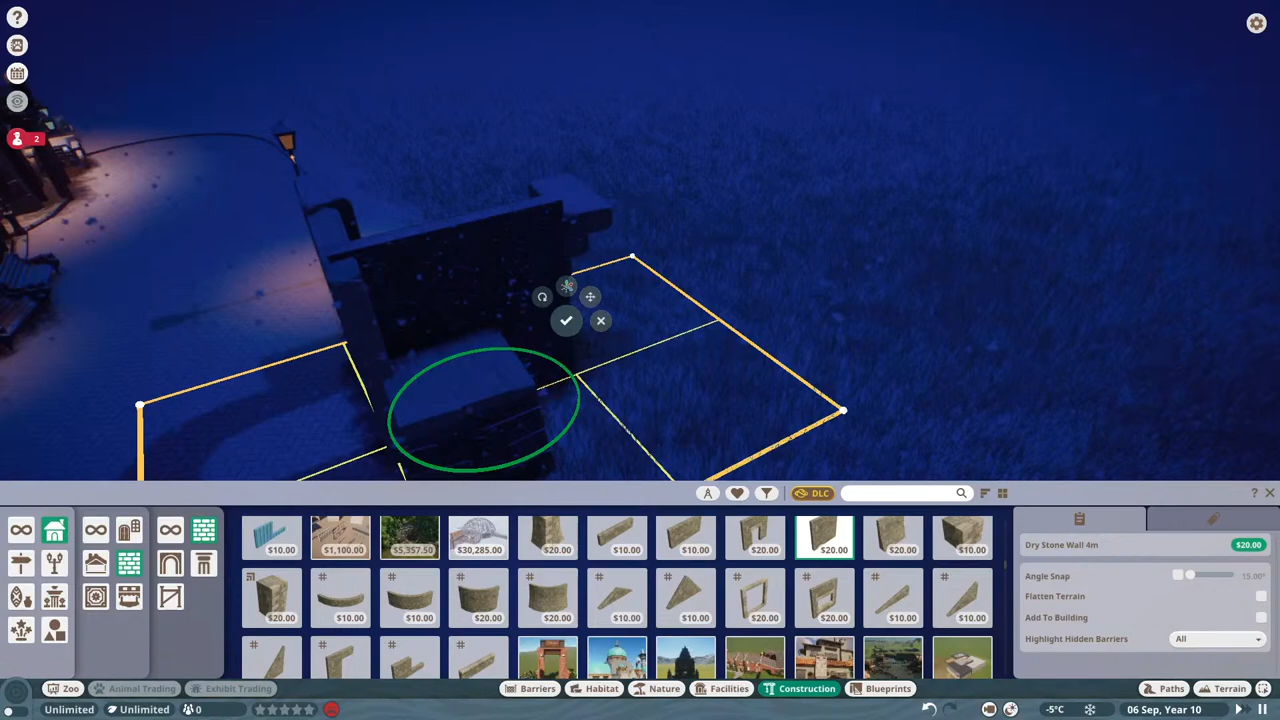 ?
2
DLC
?
$10.00 $1,100.00 $5,357.50 $30,285.00 $20.00 $10.00 $10.00 $20.00 $20.00 $20.00 $10.00
Dry Stone Wall 4m $20.00
Angle Snap 15.00°
Flatten Terrain
Add To Building
Highlight Hidden Barriers All
$20.00 $10.00 $10.00 $20.00 $20.00 $10.00 $10.00 $20.00 $20.00 $10.00 $10.00
Zoo Animal Trading Exhibit Trading Barriers Habitat Nature Facilities Construction Blueprints Paths Terrain
Unlimited Unlimited 0 -5°C 06 Sep, Year 10